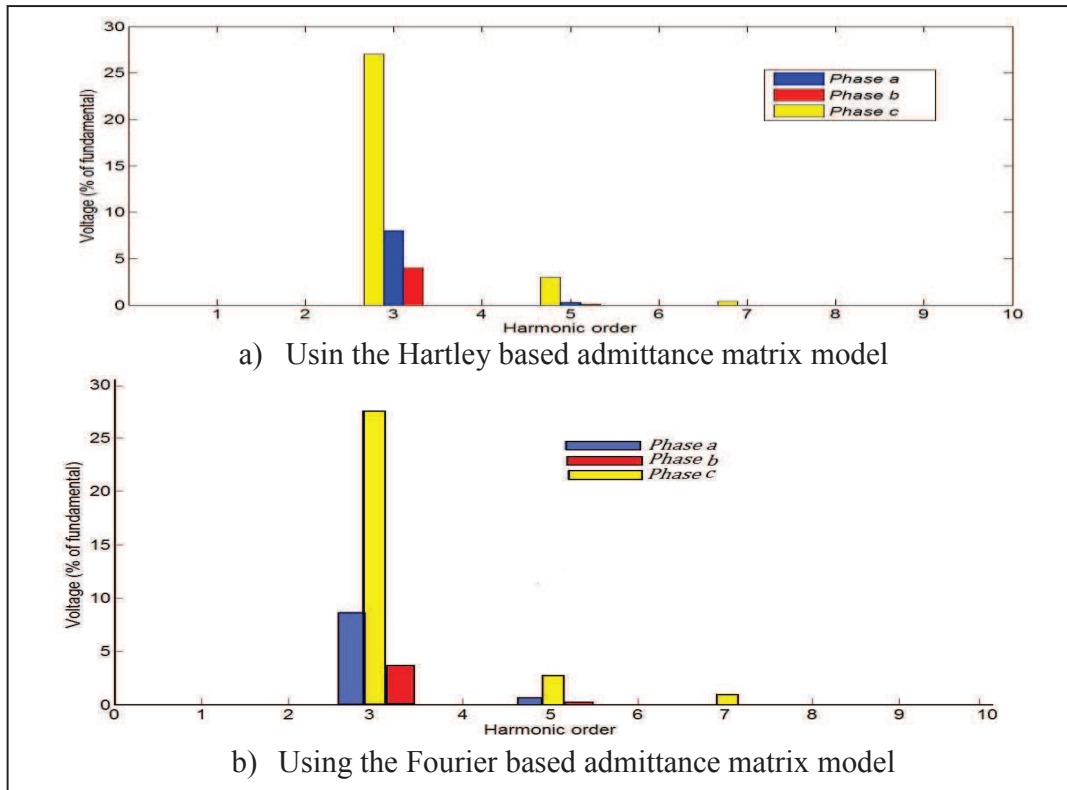 30
25
20
15
10
5
0
Voltage (% of fundamental)
Phase a
Phase b
Phase c
1 2 3 4 5 6 7 8 9 10
Harmonic order
a) Usin the Hartley based admittance matrix model
30
25
20
15
10
5
0
Voltage (% of fundamental)
Phase a
Phase b
Phase c
0 1 2 3 4 5 6 7 8 9 10
Harmonic order
b) Using the Fourier based admittance matrix model